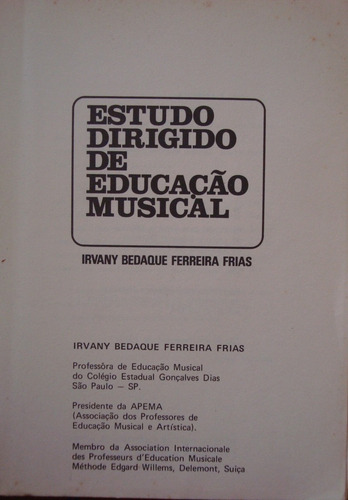 ESTUDO
DIRIGIDO
DE
EDUCAÇÃO
MUSICAL
IRVANY BEDAQUE FERREIRA FRIAS
IRVANY BEDAQUE FERREIRA FRIAS
Professôra de Educação Musical
do Colégio Estadual Gonçalves Dias
São Paulo — SP.
Presidente da APEMA
(Associação dos Professores de
Educação Musical e Artística).
Membro da Association Internacionale
des Professeurs d'Education Musicale
Méthode Edgard Willems, Delemont, Suiça